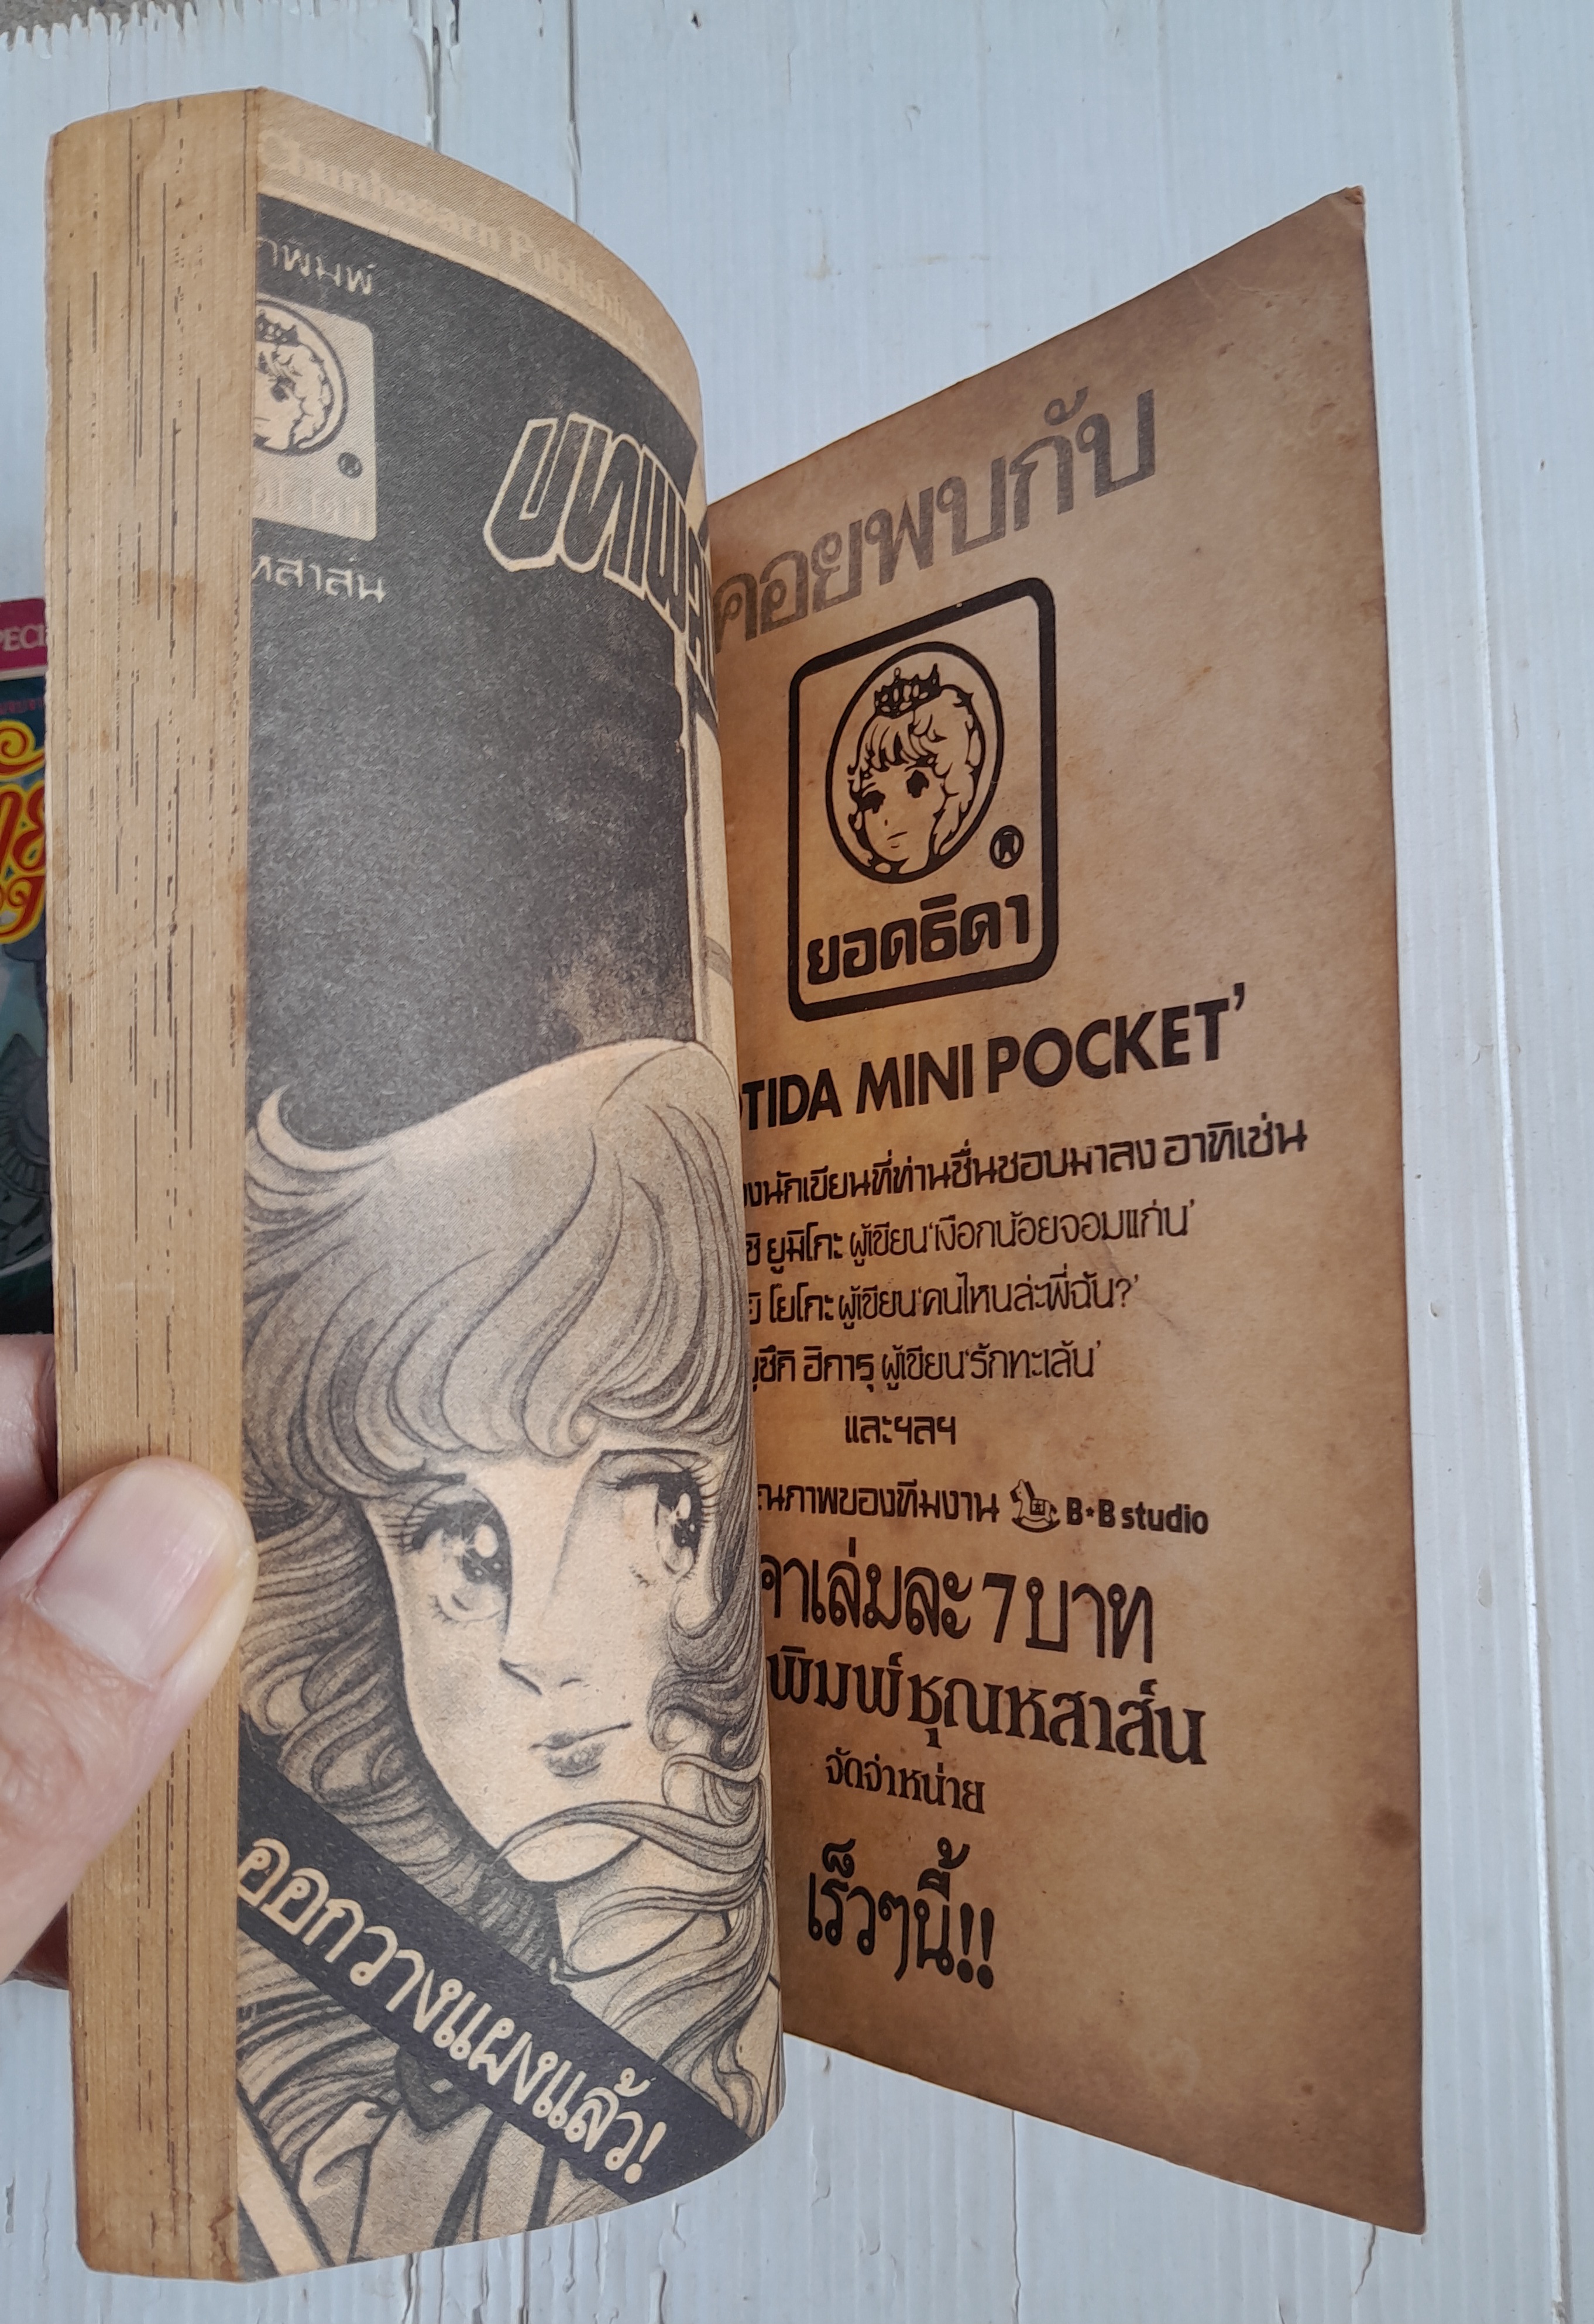 Chunhasarn Publishing
พิมพ์
®
หสาส์น
บทเพลง
ออกวางแผงแล้ว!
คอยพบกับ
®
ยอดธิดา
TIDA MINI POCKET’
นักเขียนที่ท่านชื่นชอบมาลง อาทิเช่น
ชิ ยูมิโกะ ผู้เขียน‘เงือกน้อยจอมแก่น’
โยโกะ ผู้เขียน‘คนไหนล่ะพี่ฉัน?’
ฮิการุ ผู้เขียน‘รักทะเล้น’
และฯลฯ
ภาพของทีมงาน B★B studio
เล่มละ 7 บาท
พิมพ์ชุณหสาส์น
จัดจำหน่าย
เร็วๆนี้!!
PECI